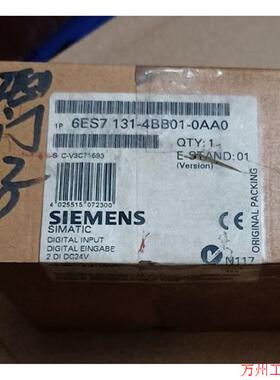 1P 6ES7 131-4BB01-0AA0
QTY: 1
S C-V3C71693
E-STAND: 01
(Version)
4 025515 072300
SIEMENS
SIMATIC
DIGITAL INPUT
DIGITAL EINGABE
2 DI DC24V
N117
ORIGINAL PACKING
万州工